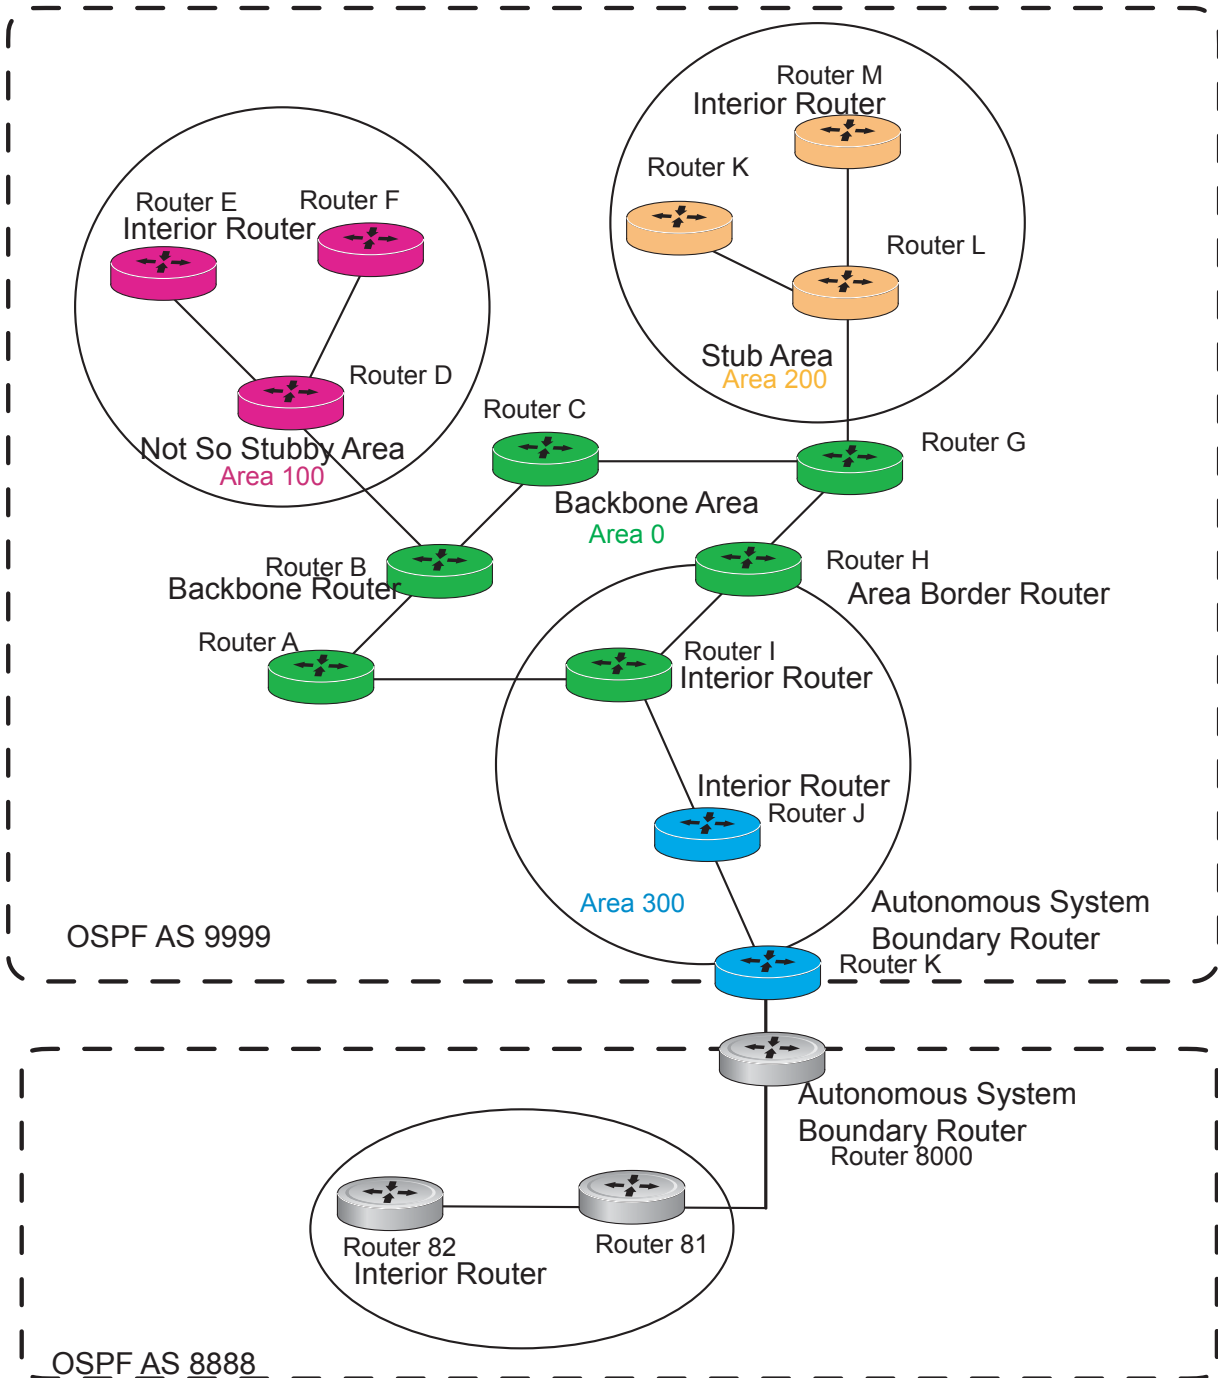 Router M
Interior Router
Router K
Router E
Router F
Interior Router
Router L
Stub Area
Area 200
Router D
Router C
Router G
Not So Stubby Area
Area 100
Backbone Area
Area 0
Router B
Backbone Router
Router H
Area Border Router
Router A
Router I
Interior Router
Interior Router
Router J
Area 300
Autonomous System
Boundary Router
Router K
OSPF AS 9999
Autonomous System
Boundary Router
Router 8000
Router 82
Interior Router
Router 81
OSPF AS 8888